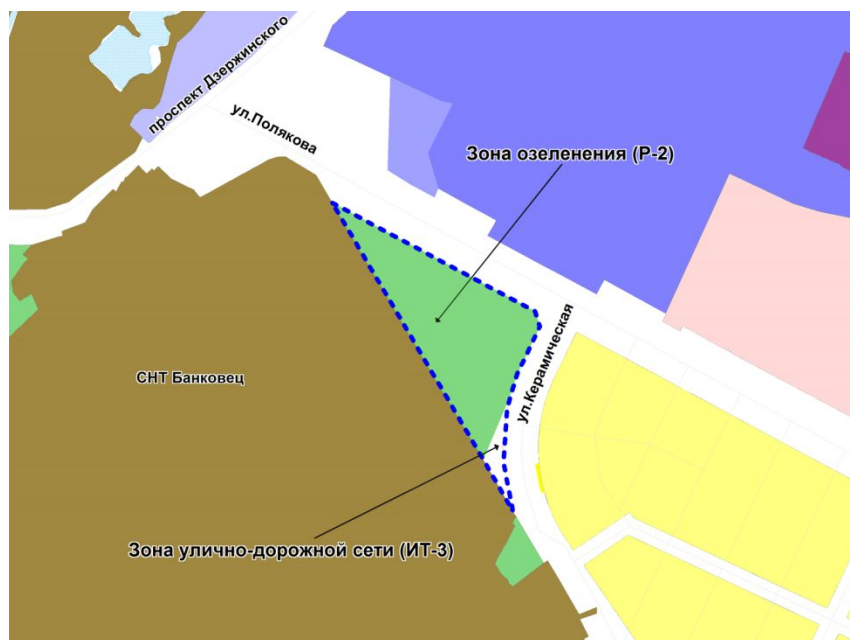 проспект Дзержинского
ул.Полякова
Зона озеленения (Р-2)
ул.Керамическая
СНТ Банковец
Зона улично-дорожной сети (ИТ-3)